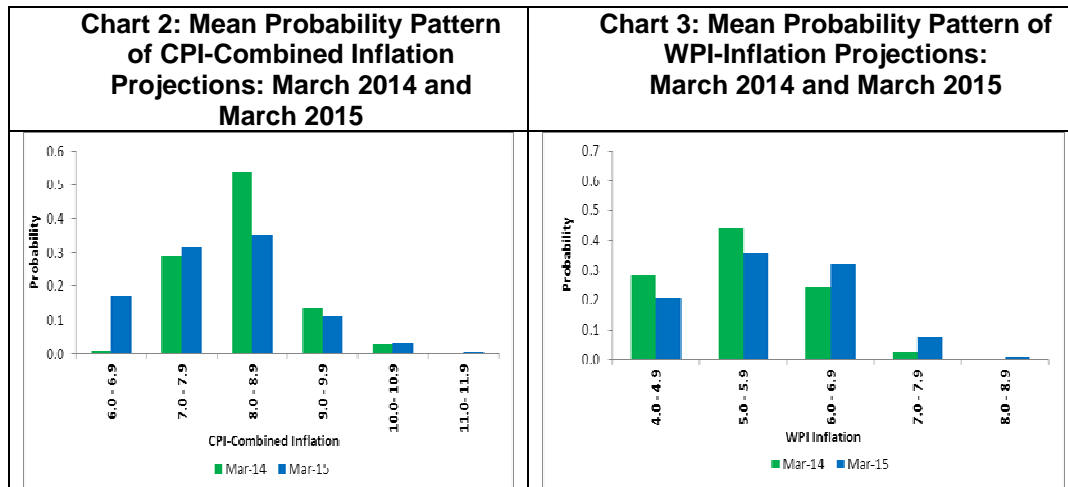 Chart 2: Mean Probability Pattern
of CPI-Combined Inflation
Projections: March 2014 and
March 2015
Chart 3: Mean Probability Pattern of
WPI-Inflation Projections:
March 2014 and March 2015
0.6
0.5
0.4
0.3
0.2
0.1
0.0
Probability
6.0 - 6.9
7.0 - 7.9
8.0 - 8.9
9.0 - 9.9
10.0- 10.9
11.0- 11.9
CPI-Combined Inflation
Mar-14
Mar-15
0.7
0.6
0.5
0.4
0.3
0.2
0.1
0.0
Probability
4.0 - 4.9
5.0 - 5.9
6.0 - 6.9
7.0 - 7.9
8.0 - 8.9
WPI Inflation
Mar-14
Mar-15